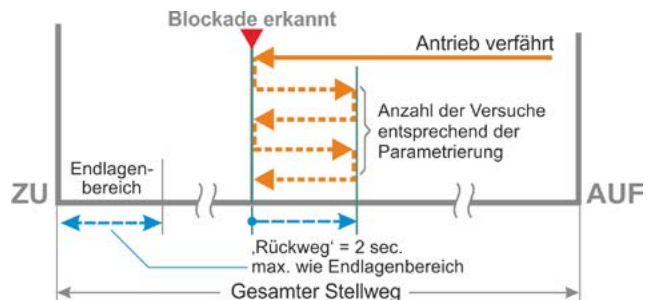 Blockade erkannt
Antrieb verfährt
Anzahl der Versuche
entsprechend der
Parametrierung
Endlagen-
bereich
ZU
AUF
‚Rückweg‘ = 2 sec.
max. wie Endlagenbereich
Gesamter Stellweg